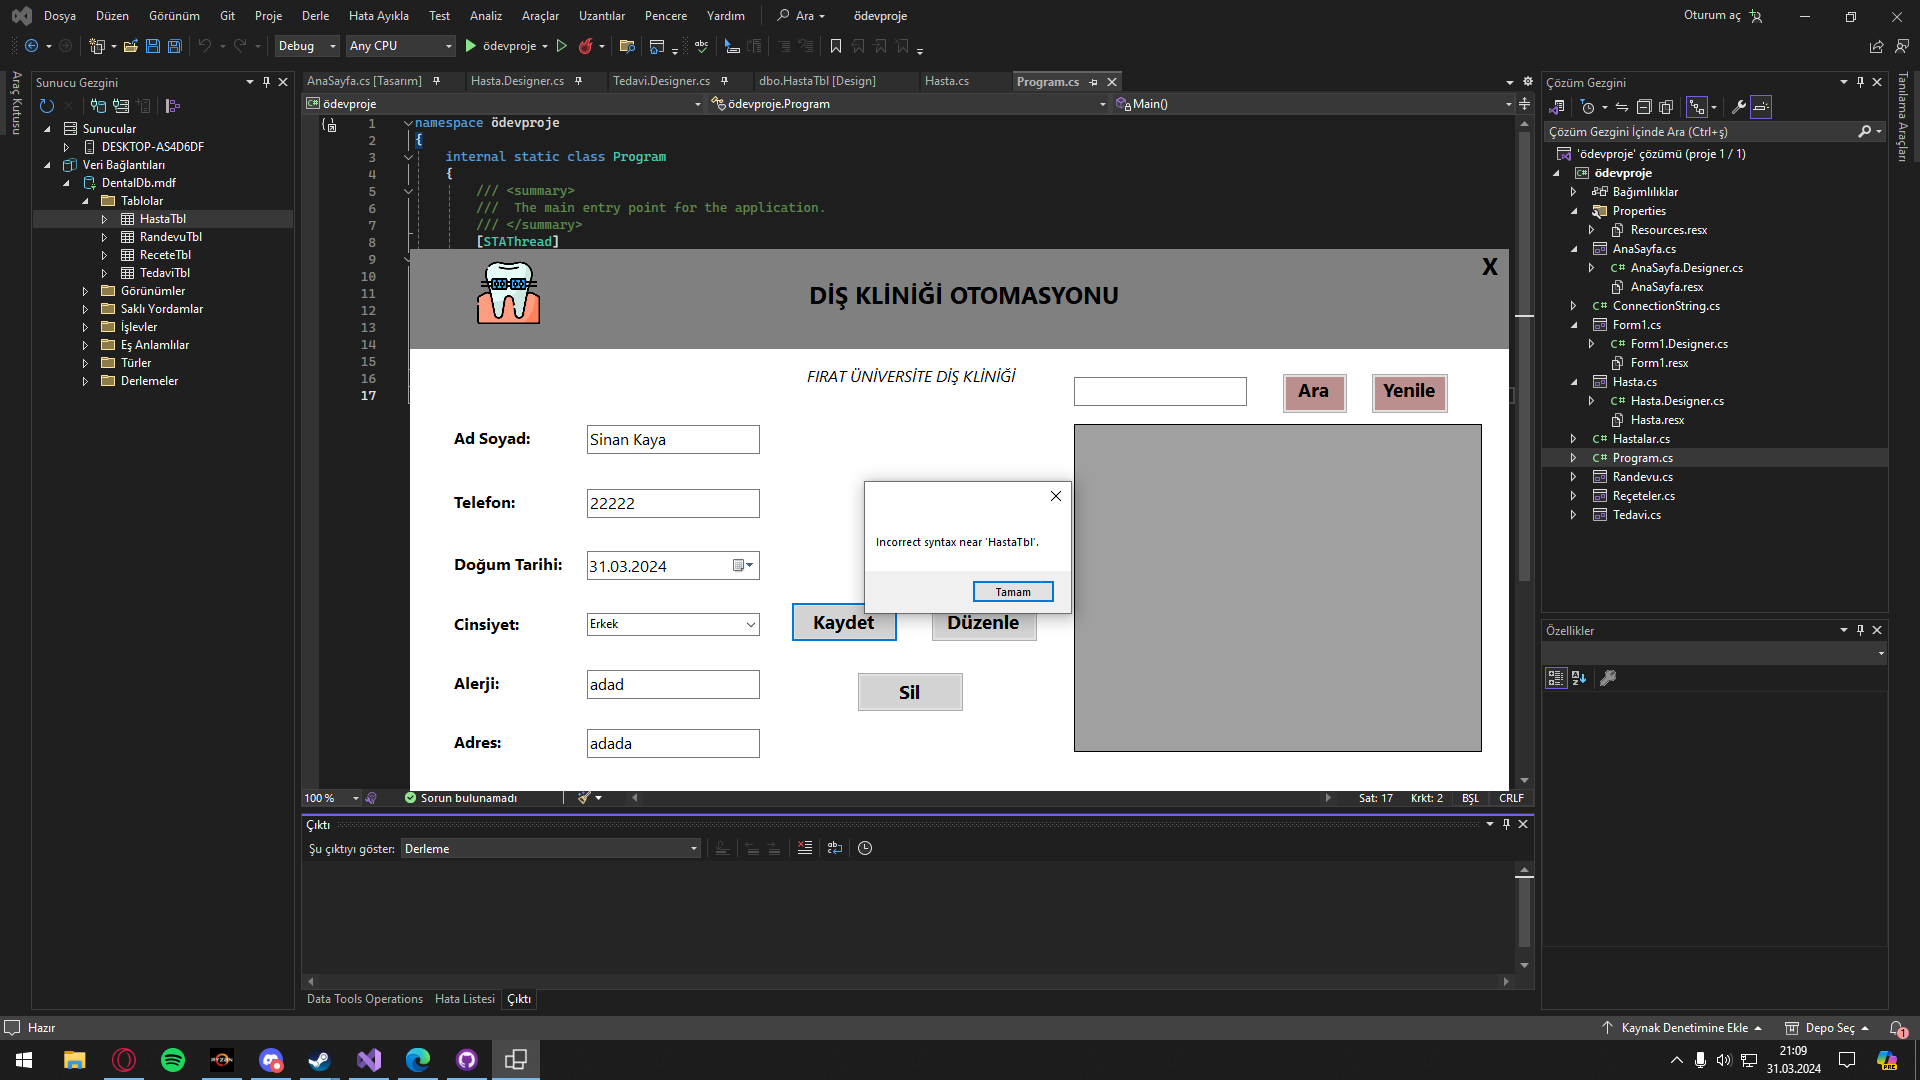 Dosya Düzen Görünüm Git Proje Derle Hata Ayıkla Test Analiz Araçlar Uzantılar Pencere Yardım Ara ödevproje Oturum aç
Debug Any CPU ödevproje
Araç Kutusu
Sunucu Gezgini
Sunucular
DESKTOP-AS4D6DF
Veri Bağlantıları
DentalDb.mdf
Tablolar
HastaTbl
RandevuTbl
ReceteTbl
TedaviTbl
Görünümler
Saklı Yordamlar
İşlevler
Eş Anlamlılar
Türler
Derlemeler
AnaSayfa.cs [Tasarım] Hasta.Designer.cs Tedavi.Designer.cs dbo.HastaTbl [Design] Hasta.cs Program.cs
ödevproje ödevproje.Program Main()
1 namespace ödevproje
2 {
3 internal static class Program
4 {
5 /// <summary>
6 /// The main entry point for the application.
7 /// </summary>
8 [STAThread]
9
10
11
12
13
14
15
16
17
X
DİŞ KLİNİĞİ OTOMASYONU
FIRAT ÜNİVERSİTE DİŞ KLİNİĞİ
Ara Yenile
Ad Soyad: Sinan Kaya
Telefon: 22222
Doğum Tarihi: 31.03.2024
Cinsiyet: Erkek
Alerji: adad
Adres: adada
Incorrect syntax near 'HastaTbl'.
Tamam
Kaydet Düzenle
Sil
100 % Sorun bulunamadı Sat: 17 Krkt: 2 BŞL CRLF
Çıktı
Şu çıktıyı göster: Derleme
Data Tools Operations Hata Listesi Çıktı
Çözüm Gezgini
Çözüm Gezgini İçinde Ara (Ctrl+ş)
'ödevproje' çözümü (proje 1 / 1)
ödevproje
Bağımlılıklar
Properties
Resources.resx
AnaSayfa.cs
AnaSayfa.Designer.cs
AnaSayfa.resx
ConnectionString.cs
Form1.cs
Form1.Designer.cs
Form1.resx
Hasta.cs
Hasta.Designer.cs
Hasta.resx
Hastalar.cs
Program.cs
Randevu.cs
Reçeteler.cs
Tedavi.cs
Tanılama Araçları
Özellikler
Hazır Kaynak Denetimine Ekle Depo Seç 1
RYZEN
21:09
31.03.2024
PRE